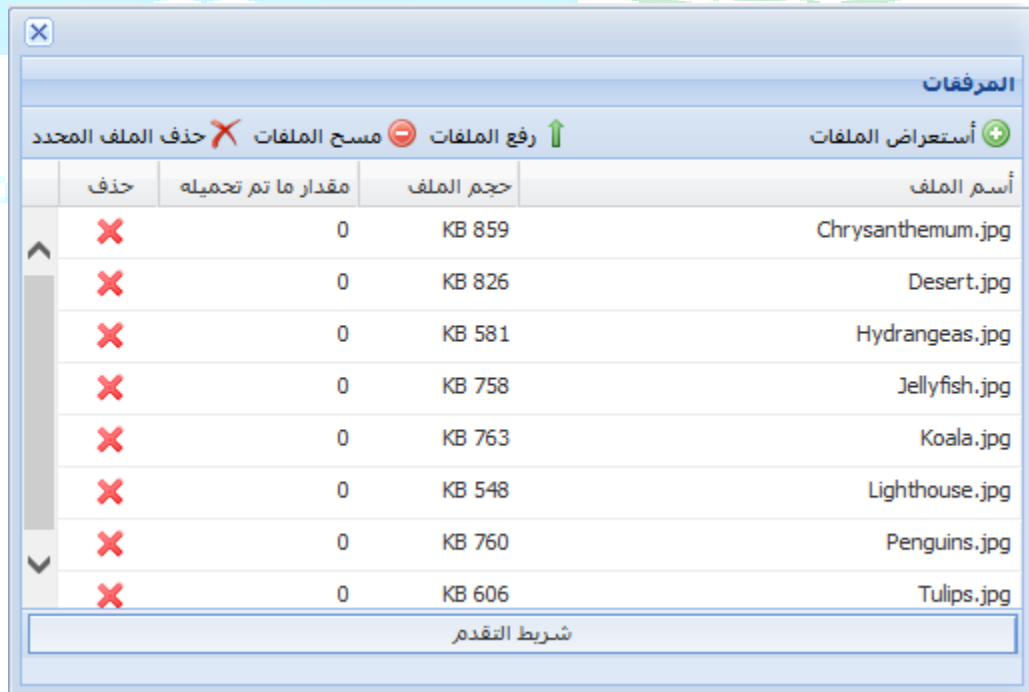 المرفقات
أستعراض الملفات رفع الملفات مسح الملفات حذف الملف المحدد
أسم الملف حجم الملف مقدار ما تم تحميله حذف
Chrysanthemum.jpg KB 859 0
Desert.jpg KB 826 0
Hydrangeas.jpg KB 581 0
Jellyfish.jpg KB 758 0
Koala.jpg KB 763 0
Lighthouse.jpg KB 548 0
Penguins.jpg KB 760 0
Tulips.jpg KB 606 0
شريط التقدم